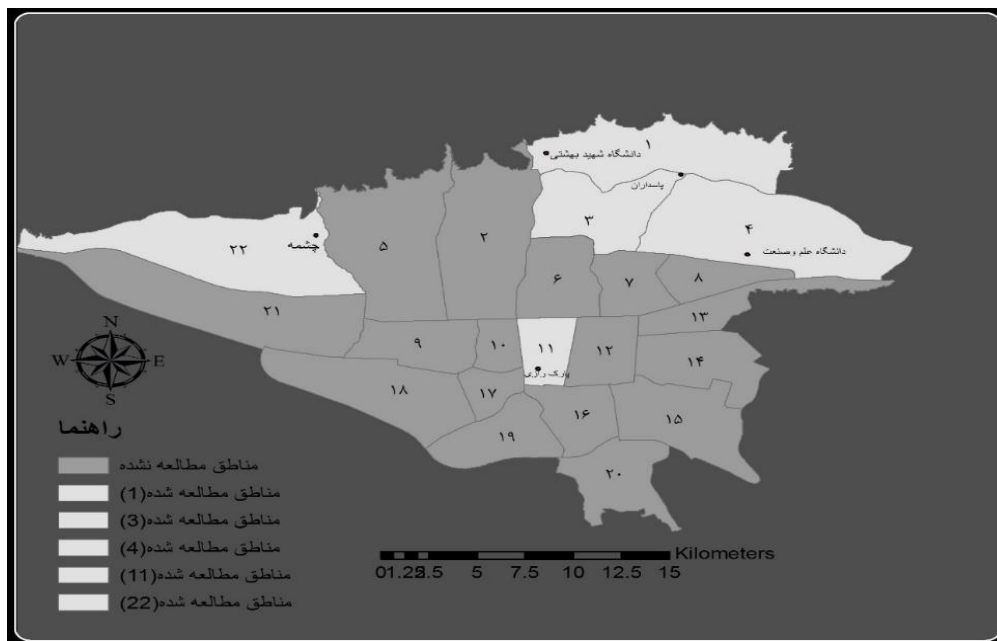 ۱
دانشگاه شهید بهشتی
پاسداران
۳
۴
دانشگاه علم وصنعت
۲۲
چشمه
۵
۲
۶
۷
۸
۲۱
۱۳
۹
۱۰
۱۱
۱۲
پارک رازی
۱۴
۱۸
۱۷
۱۶
۱۵
۱۹
۲۰
N
W E
S
راهنما
مناطق مطالعه نشده
مناطق مطالعه شده(1)
مناطق مطالعه شده(3)
مناطق مطالعه شده(4)
مناطق مطالعه شده(11)
مناطق مطالعه شده(22)
Kilometers
5 7.5 10 12.5 15